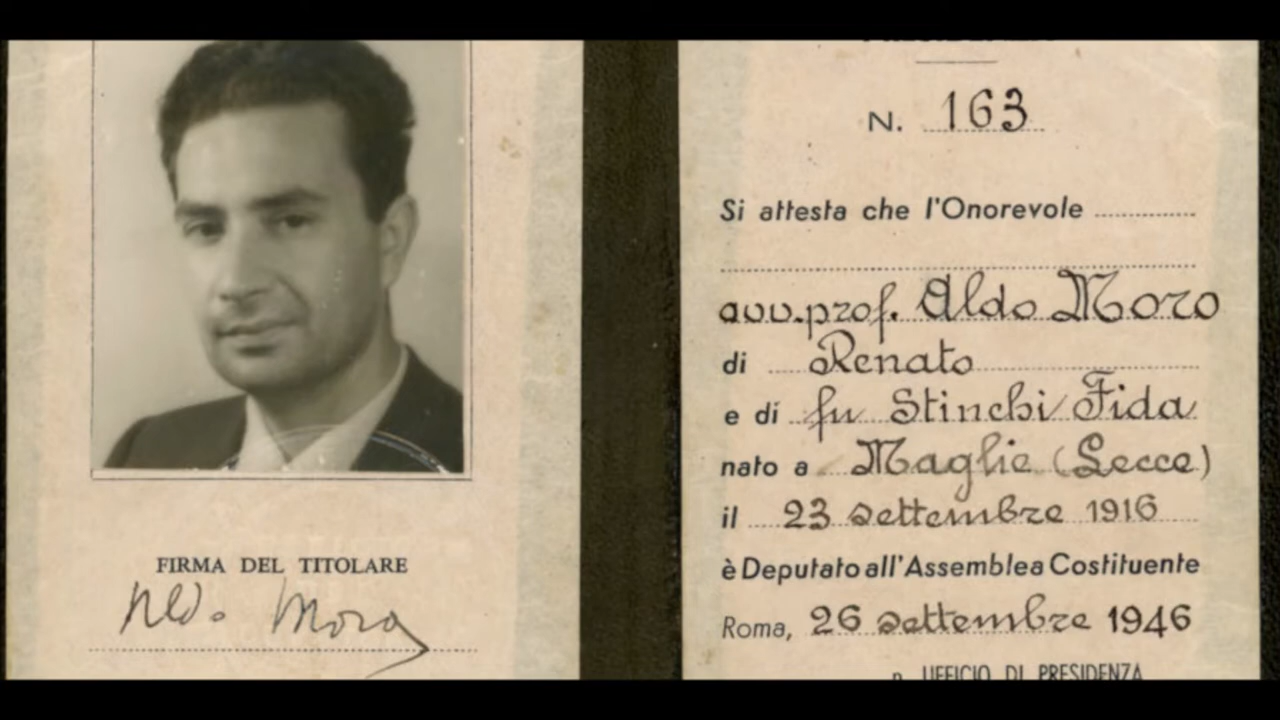 FIRMA DEL TITOLARE
Aldo Moro
N. 163
Si attesta che l'Onorevole
avv. prof. Aldo Moro
di Renato
e di fu Stinchi Fida
nato a Maglie (Lecce)
il 23 settembre 1916
è Deputato all'Assemblea Costituente
Roma, 26 settembre 1946
p. UFFICIO DI PRESIDENZA